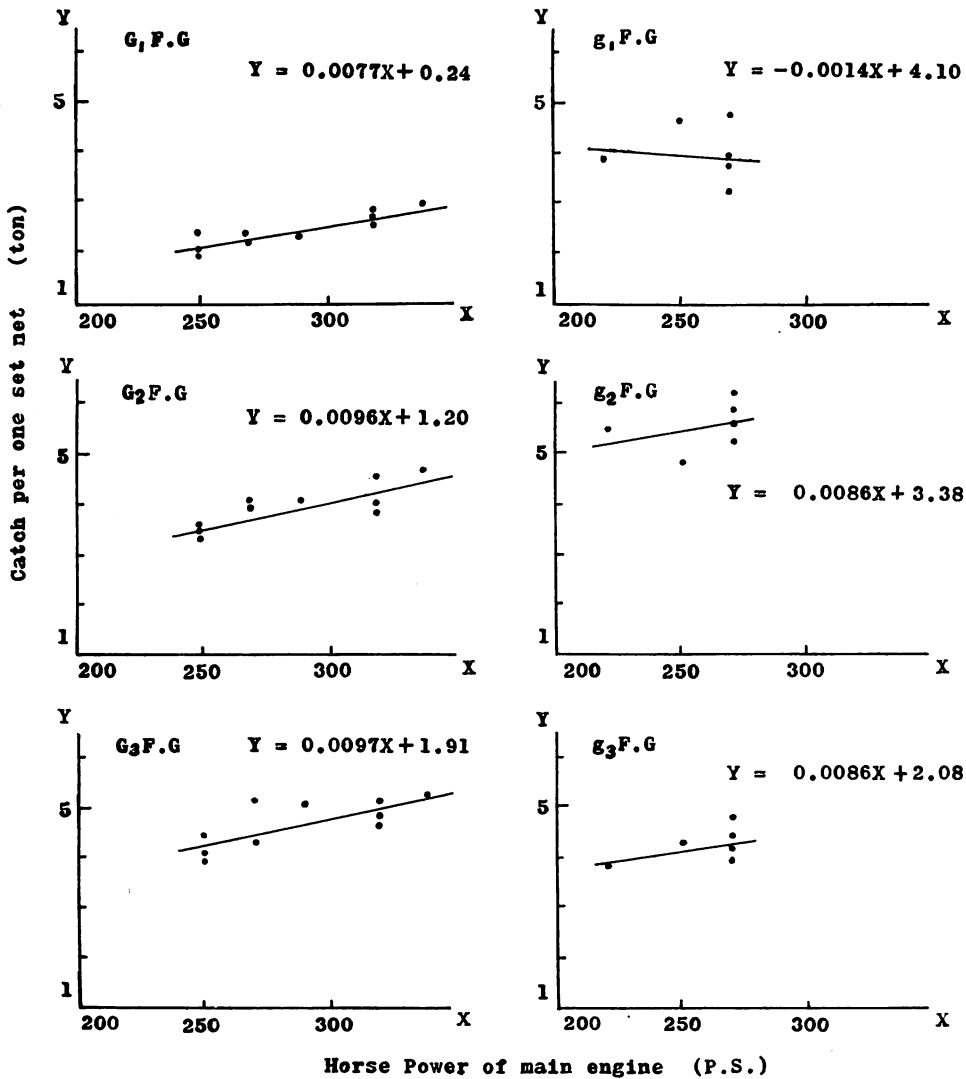 Catch per one set net (ton)
Y
G1F.G
Y = 0.0077X+0.24
5
1
200 250 300 X
Y
g1F.G
Y = -0.0014X+4.10
5
1
200 250 300 X
Y
G2F.G
Y = 0.0096X+1.20
5
1
200 250 300 X
Y
g2F.G
5
Y = 0.0086X+3.38
1
200 250 300 X
Y
G3F.G Y = 0.0097X+1.91
5
1
200 250 300 X
Y
g3F.G
Y = 0.0086X+2.08
5
1
200 250 300 X
Horse Power of main engine (P.S.)